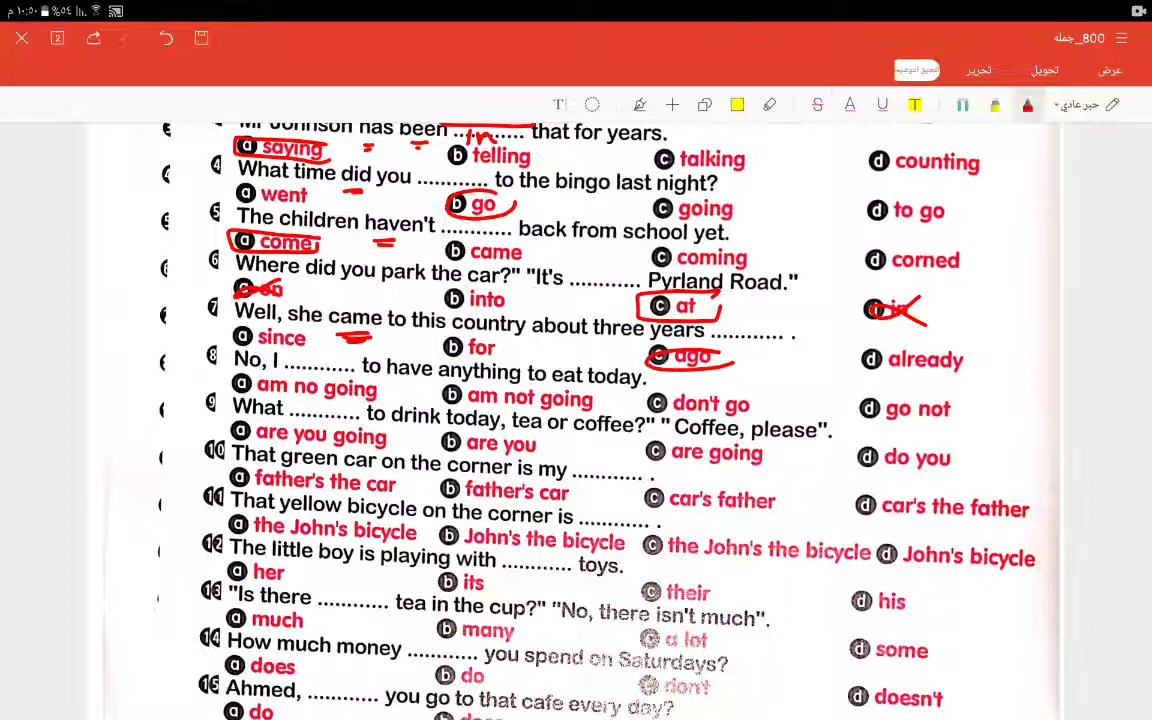 م ١٠:٥٠ %٥٤
800_جمله
عرض تحويل تحرير
حبر عادي
Mr Johnson has been ............ that for years.
in
a saying b telling c talking d counting
4 What time did you ............ to the bingo last night?
a went b go c going d to go
5 The children haven't ............ back from school yet.
a come b came c coming d corned
6 Where did you park the car?" "It's ............ Pyrland Road."
a on b into c at d in
7 Well, she came to this country about three years ............ .
a since b for c ago d already
8 No, I ............ to have anything to eat today.
a am no going b am not going c don't go d go not
9 What ............ to drink today, tea or coffee?" " Coffee, please".
a are you going b are you c are going d do you
10 That green car on the corner is my ............ .
a father's the car b father's car c car's father d car's the father
11 That yellow bicycle on the corner is ............ .
a the John's bicycle b John's the bicycle c the John's the bicycle d John's bicycle
12 The little boy is playing with ............ toys.
a her b its c their d his
13 "Is there ............ tea in the cup?" "No, there isn't much".
a much b many c a lot d some
14 How much money ............ you spend on Saturdays?
a does b do c don't d doesn't
15 Ahmed, ............ you go to that cafe every day?
a do b